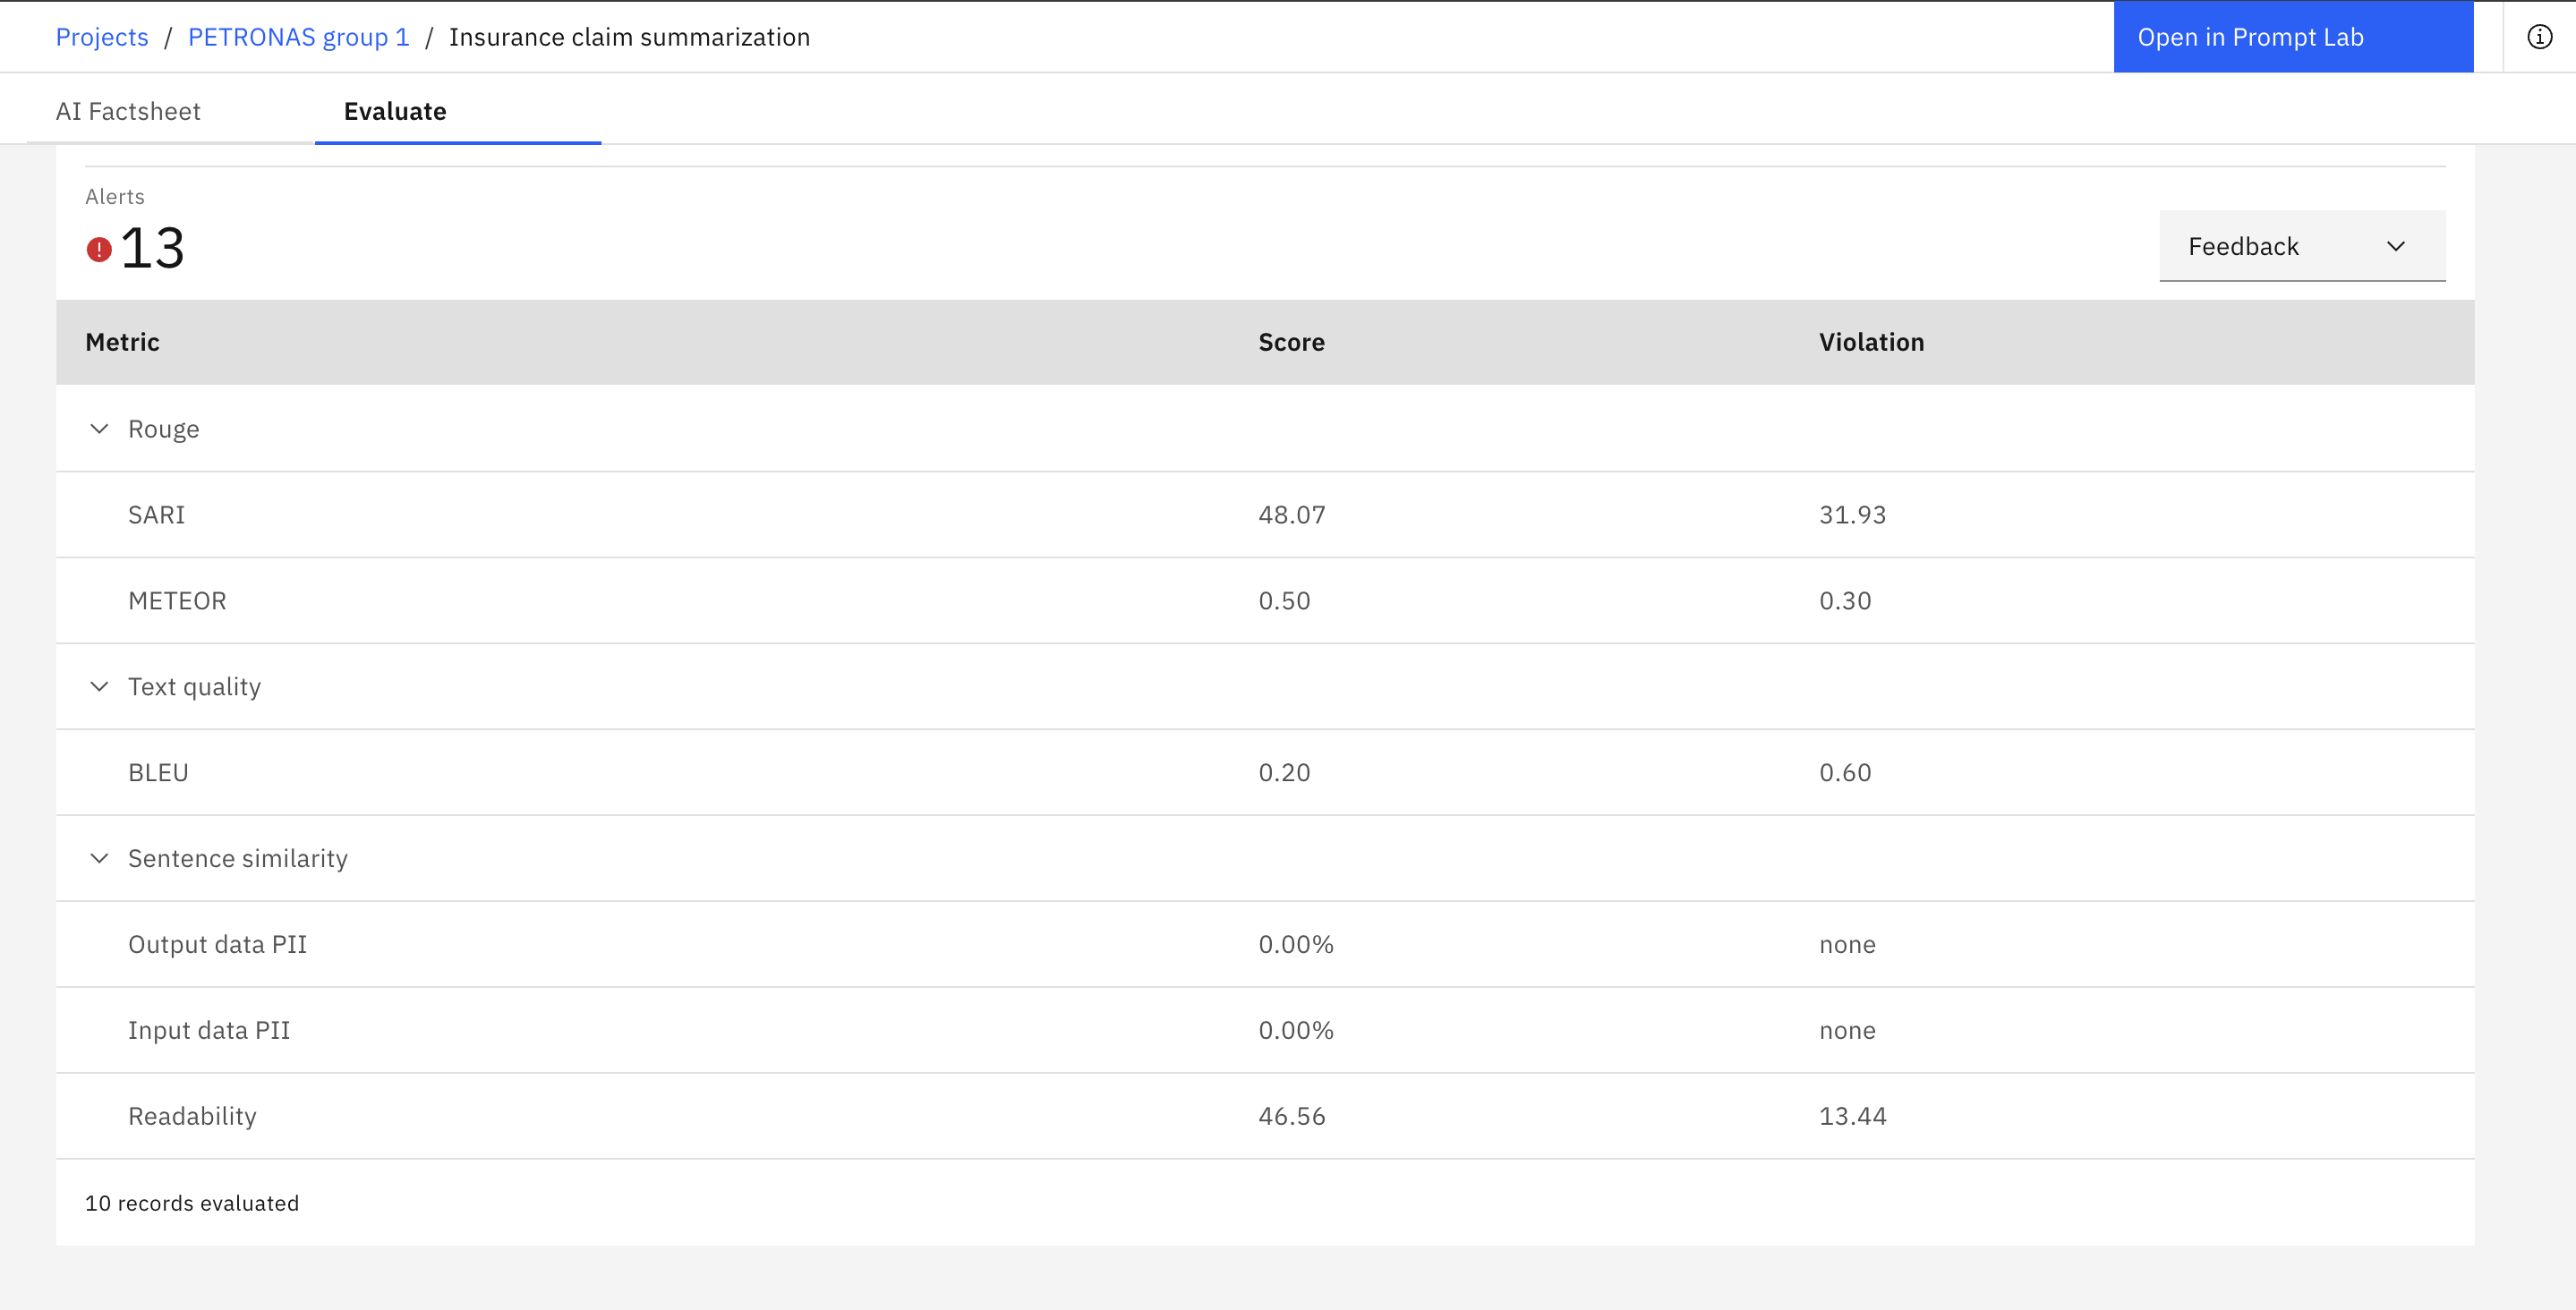 Projects / PETRONAS group 1 / Insurance claim summarization Open in Prompt Lab
AI Factsheet Evaluate
Alerts
13
Feedback
Metric Score Violation
Rouge
SARI 48.07 31.93
METEOR 0.50 0.30
Text quality
BLEU 0.20 0.60
Sentence similarity
Output data PII 0.00% none
Input data PII 0.00% none
Readability 46.56 13.44
10 records evaluated